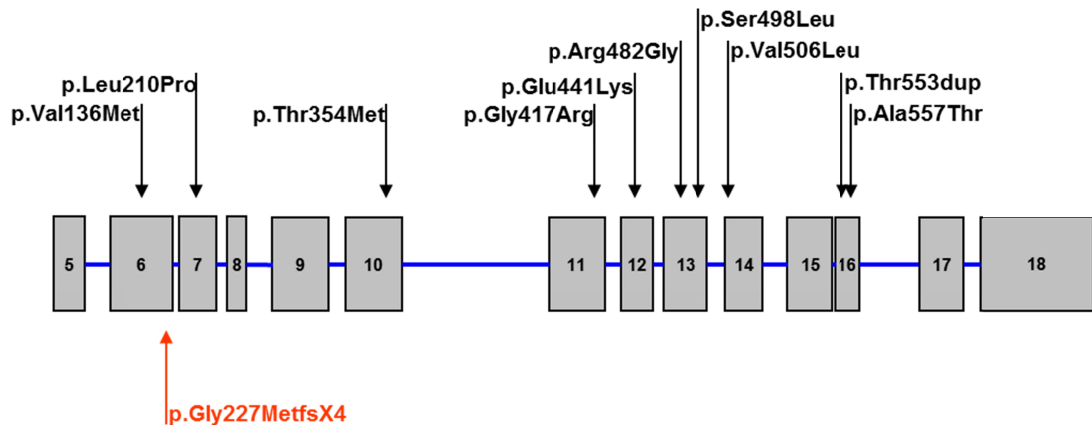 p.Ser498Leu
p.Arg482Gly
p.Val506Leu
p.Leu210Pro
p.Glu441Lys
p.Thr553dup
p.Val136Met
p.Thr354Met
p.Gly417Arg
p.Ala557Thr
5 6 7 8 9 10 11 12 13 14 15 16 17 18
p.Gly227MetfsX4